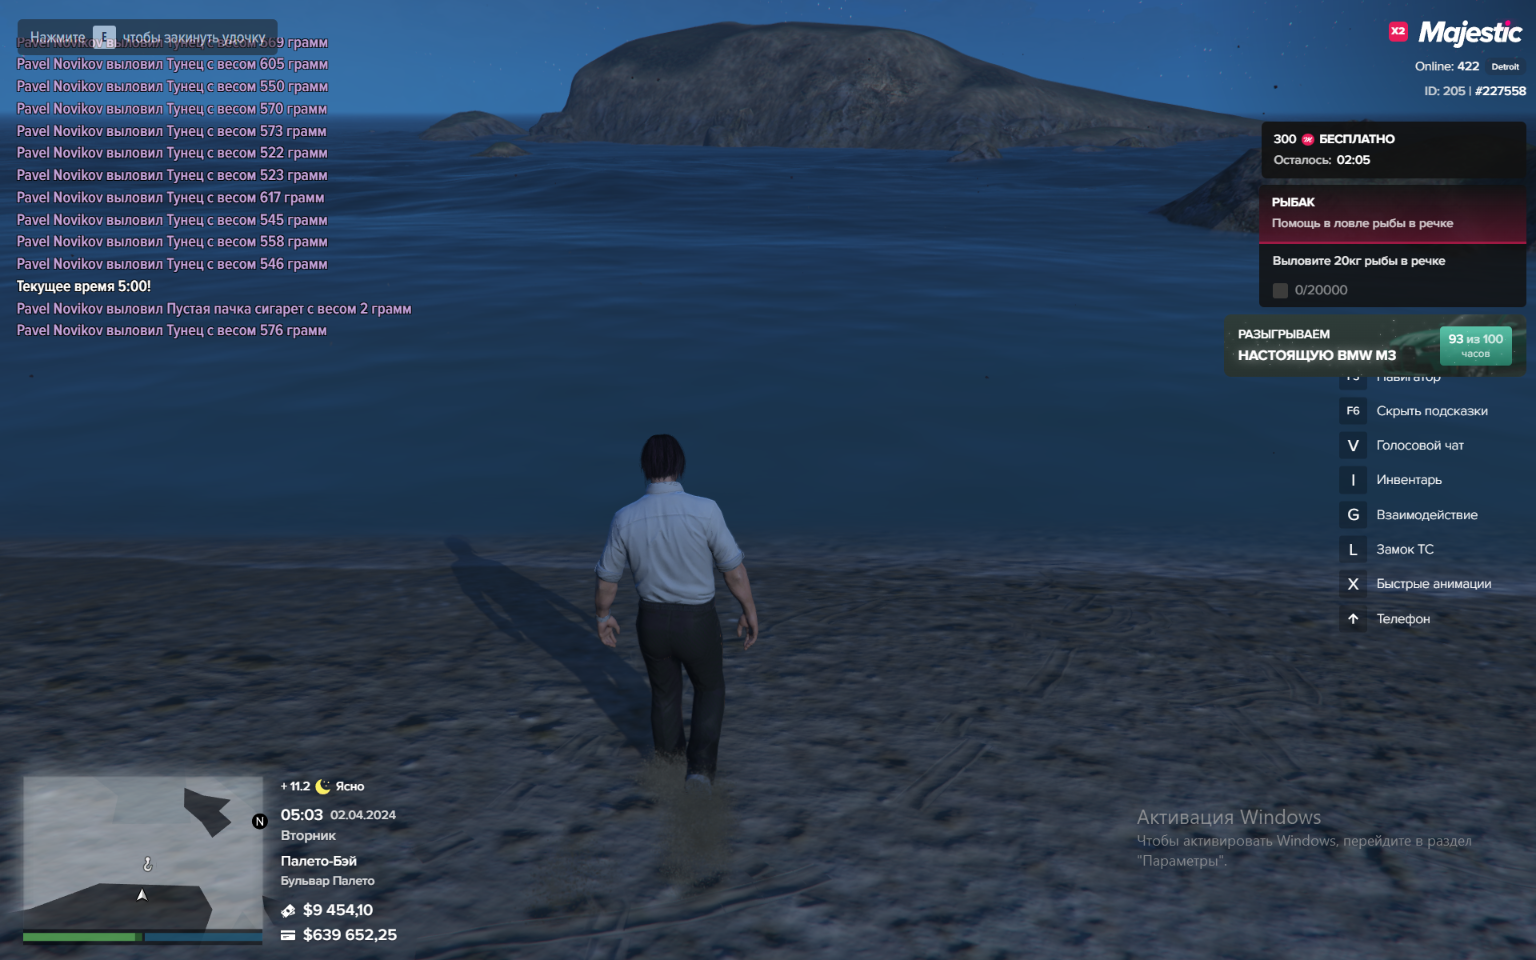 Нажмите E чтобы закинуть удочку
Pavel Novikov выловил Тунец с весом 569 грамм
Pavel Novikov выловил Тунец с весом 605 грамм
Pavel Novikov выловил Тунец с весом 550 грамм
Pavel Novikov выловил Тунец с весом 570 грамм
Pavel Novikov выловил Тунец с весом 573 грамм
Pavel Novikov выловил Тунец с весом 522 грамм
Pavel Novikov выловил Тунец с весом 523 грамм
Pavel Novikov выловил Тунец с весом 617 грамм
Pavel Novikov выловил Тунец с весом 545 грамм
Pavel Novikov выловил Тунец с весом 558 грамм
Pavel Novikov выловил Тунец с весом 546 грамм
Текущее время 5:00!
Pavel Novikov выловил Пустая пачка сигарет с весом 2 грамм
Pavel Novikov выловил Тунец с весом 576 грамм
X2 Majestic
Online: 422 Detroit
ID: 205 | #227558
300 БЕСПЛАТНО
Осталось: 02:05
РЫБАК
Помощь в ловле рыбы в речке
Выловите 20кг рыбы в речке
0/20000
РАЗЫГРЫВАЕМ
НАСТОЯЩУЮ BMW M3
93 из 100
часов
Навигатор
F6 Скрыть подсказки
V Голосовой чат
I Инвентарь
G Взаимодействие
L Замок ТС
X Быстрые анимации
Телефон
N
+ 11.2 Ясно
05:03 02.04.2024
Вторник
Палето-Бэй
Бульвар Палето
$9 454,10
$639 652,25
Активация Windows
Чтобы активировать Windows, перейдите в раздел
"Параметры".